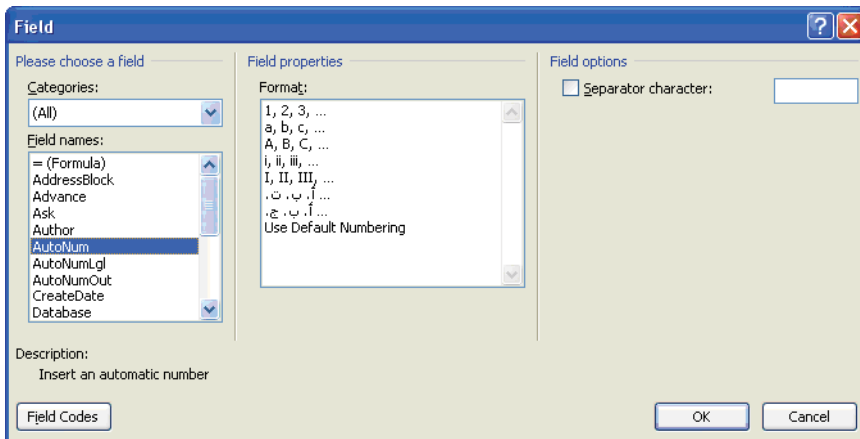 Field
Please choose a field
Categories:
(All)
Field names:
= (Formula)
AddressBlock
Advance
Ask
Author
AutoNum
AutoNumLgl
AutoNumOut
CreateDate
Database
Field properties
Format:
1, 2, 3, ...
a, b, c, ...
A, B, C, ...
i, ii, iii, ...
I, II, III, ...
أ، ب، ت، ...
أ، ب، ج، ...
Use Default Numbering
Field options
Separator character:
Description:
Insert an automatic number
Field Codes
OK
Cancel